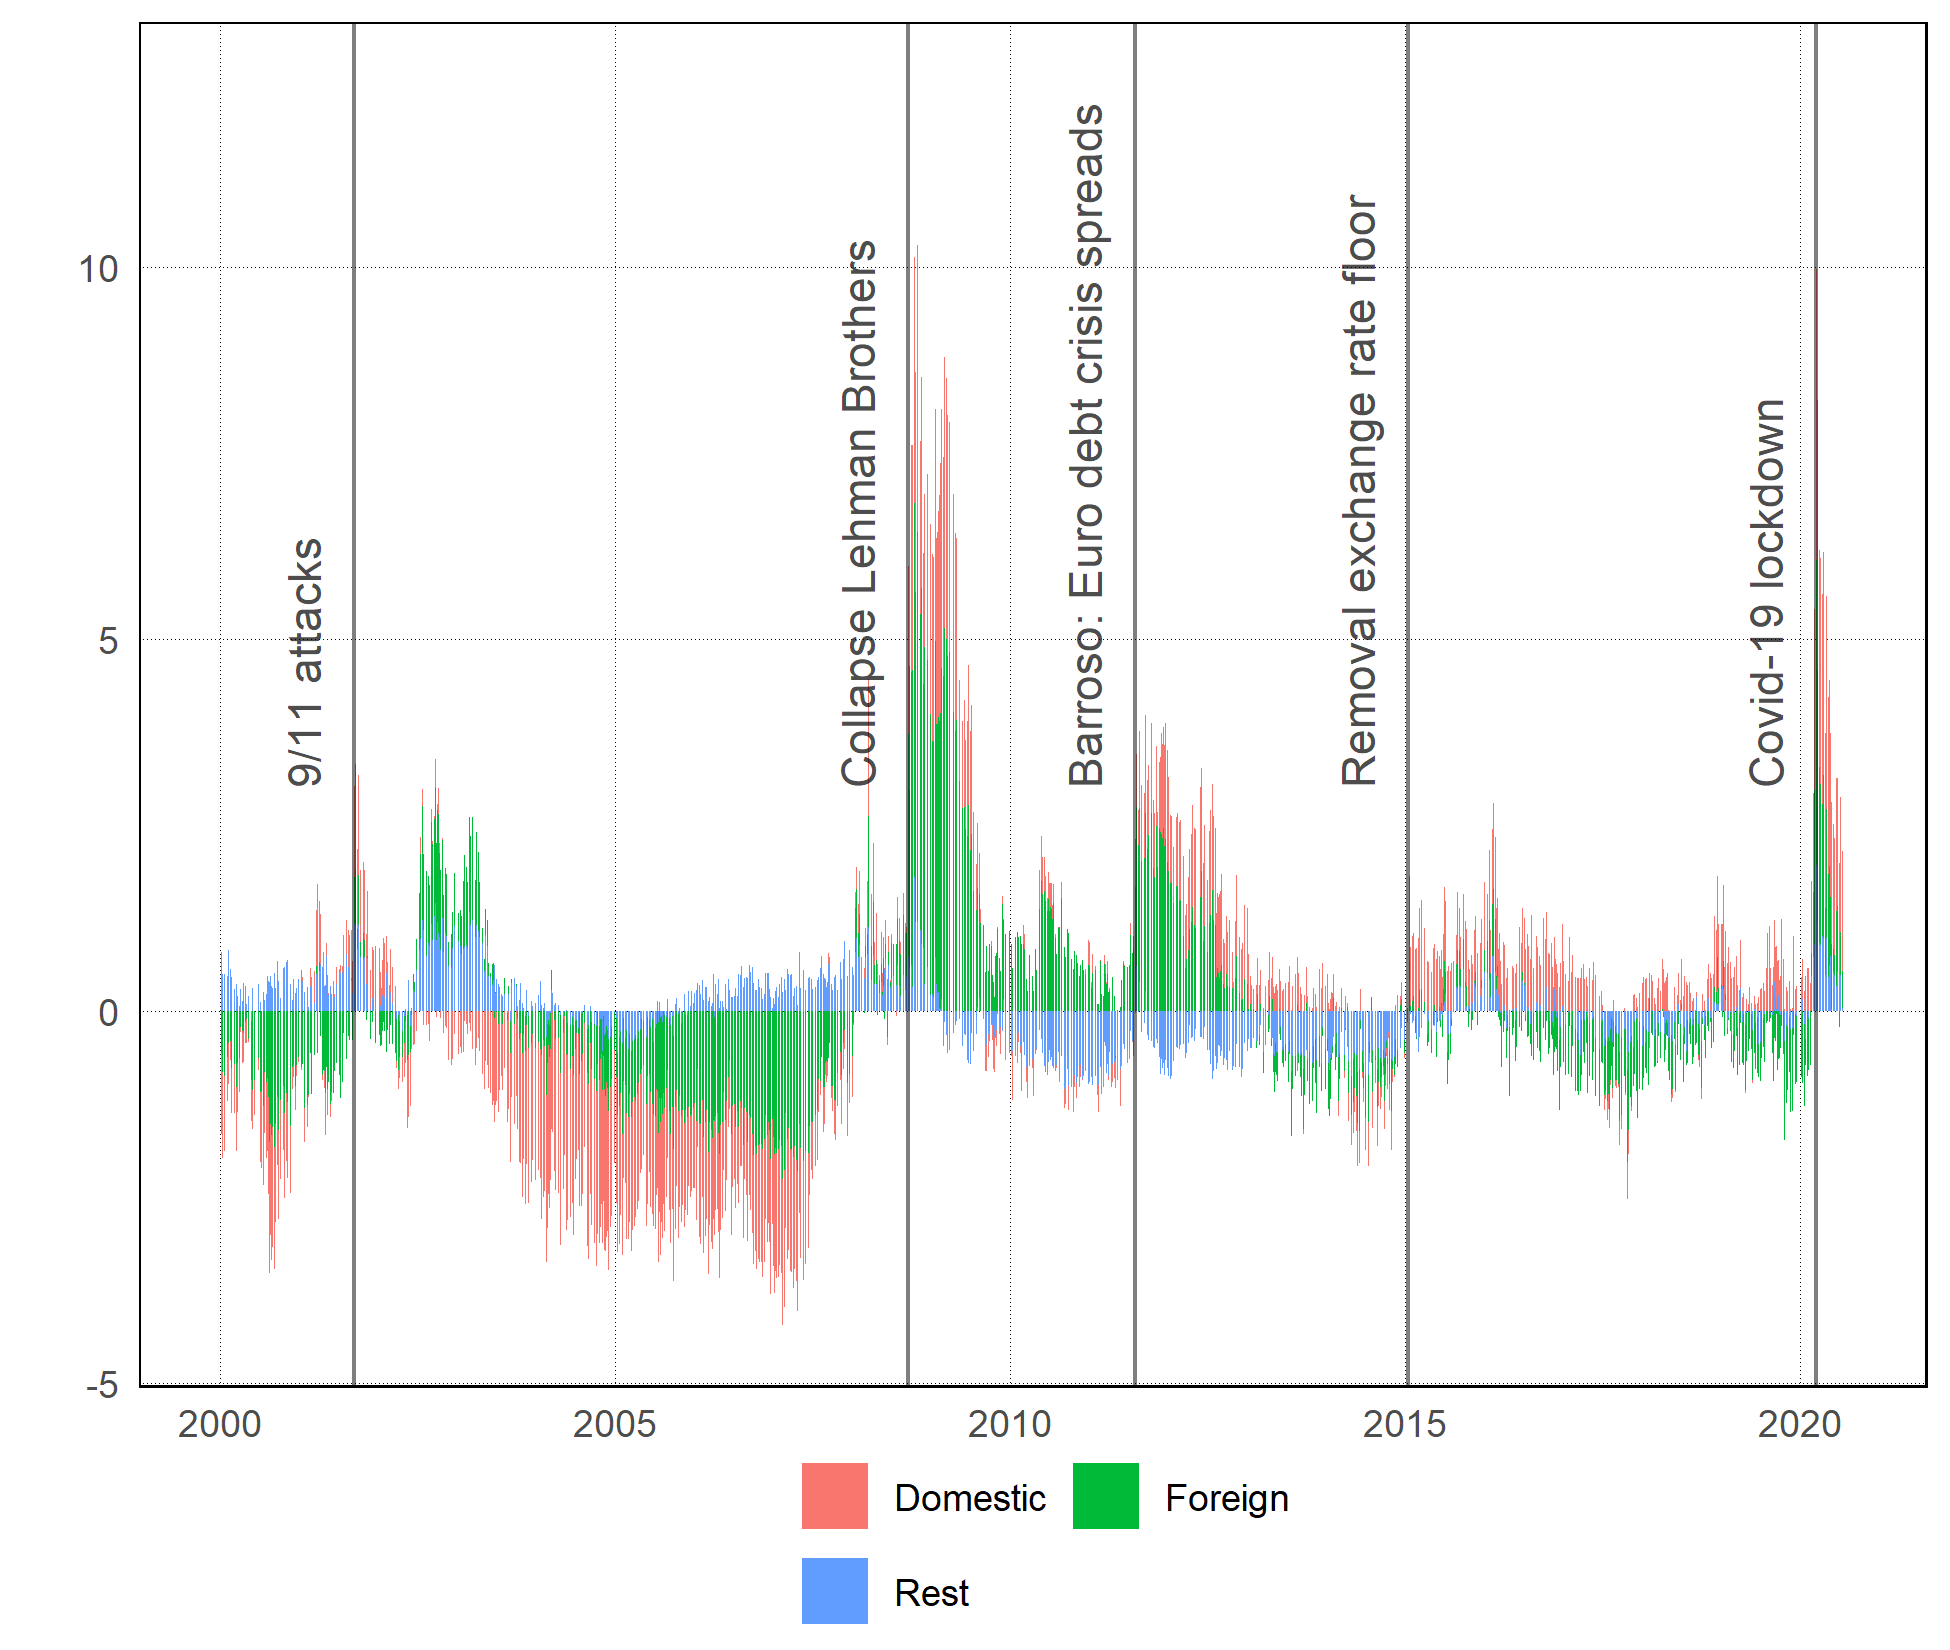 9/11 attacks
Collapse Lehman Brothers
Barroso: Euro debt crisis spreads
Removal exchange rate floor
Covid-19 lockdown
10
5
0
-5
2000 2005 2010 2015 2020
Domestic Foreign
Rest